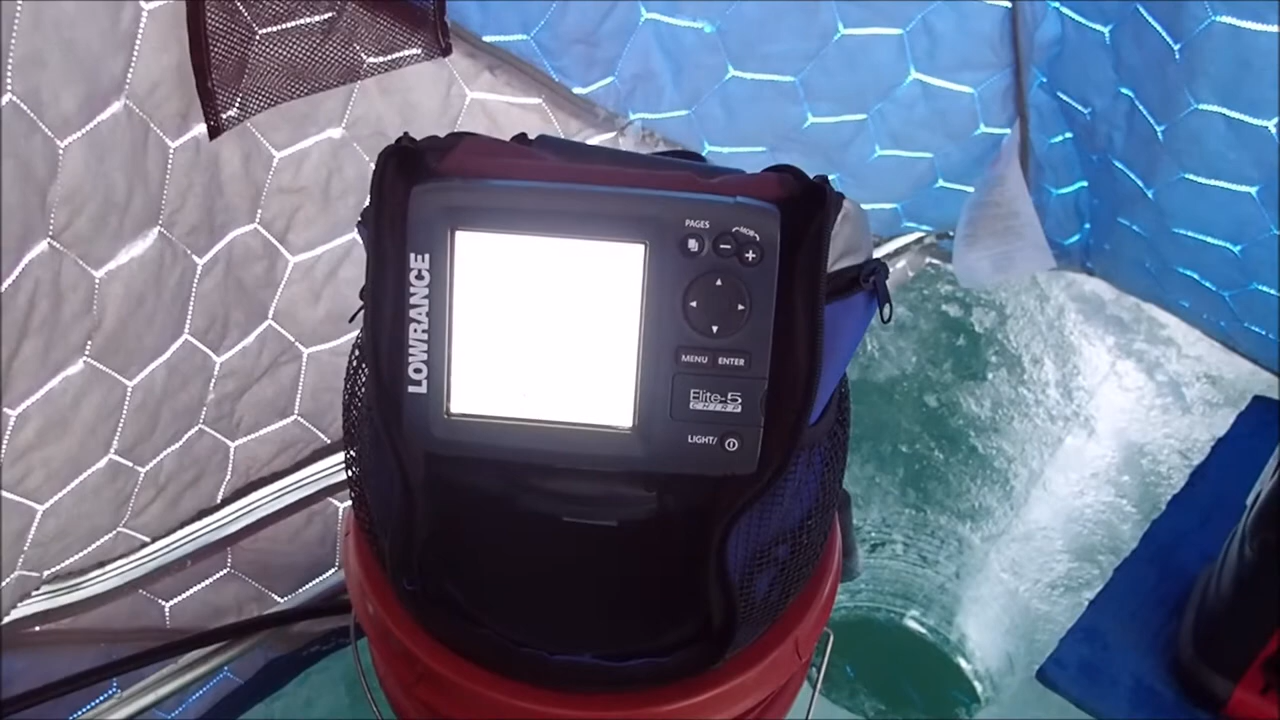 LOWRANCE
PAGES
MOB
MENU ENTER
Elite-5
CHIRP
LIGHT/